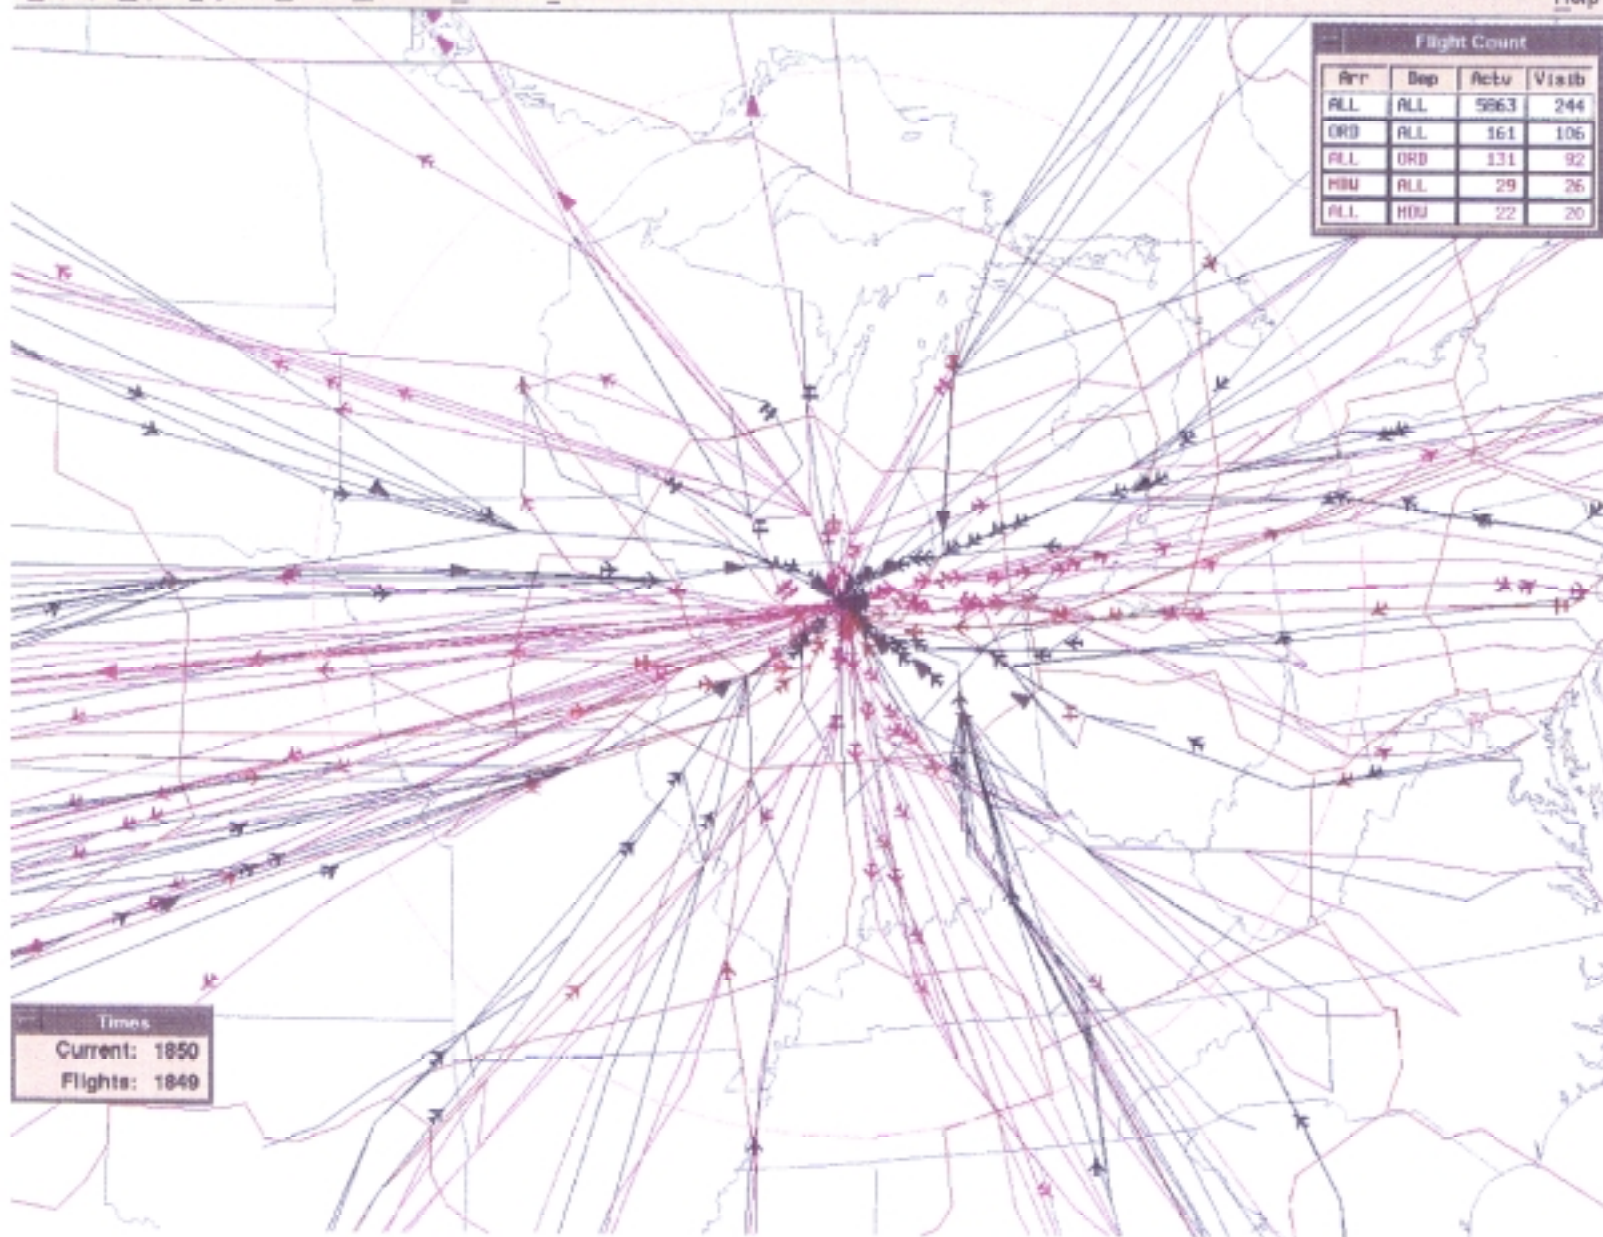 Help
Flight Count
Arr Dep Actv Visib
ALL ALL 5863 244
ORD ALL 161 106
ALL ORD 131 92
MDW ALL 29 26
ALL MDW 22 20
Times
Current: 1850
Flights: 1849